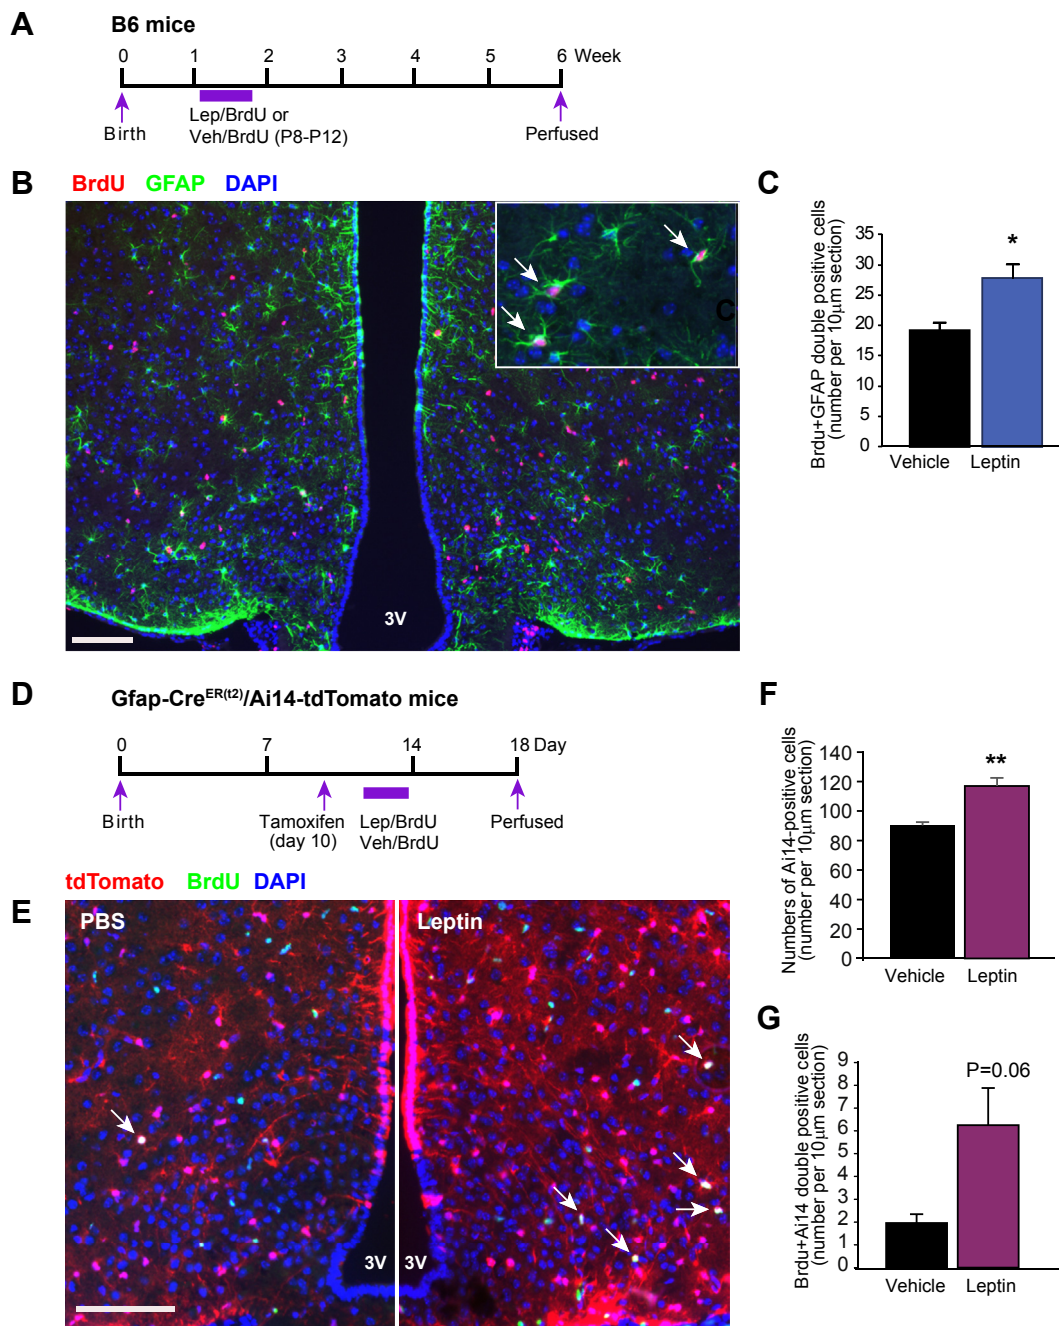 A
B6 mice
0 1 2 3 4 5 6 Week
Birth
Lep/BrdU or
Veh/BrdU (P8-P12)
Perfused
B
BrdU GFAP DAPI
C
3V
C
Brdu+GFAP double positive cells
(number per 10µm section)
35
30
25
20
15
10
5
0
*
Vehicle Leptin
D
Gfap-CreER(t2)/Ai14-tdTomato mice
0 7 14 18 Day
Birth
Tamoxifen
(day 10)
Lep/BrdU
Veh/BrdU
Perfused
E
tdTomato BrdU DAPI
PBS
Leptin
3V
3V
F
Numbers of Ai14-positive cells
(number per 10µm section)
140
120
100
80
60
40
20
0
**
Vehicle Leptin
G
Brdu+Ai14 double positive cells
(number per 10µm section)
9
8
7
6
5
4
3
2
1
0
P=0.06
Vehicle Leptin